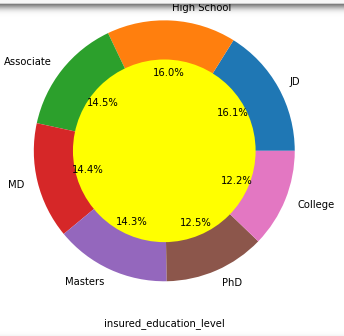 High School
Associate
16.0%
JD
14.5%
16.1%
14.4%
12.2%
MD
College
14.3%
12.5%
Masters
PhD
insured_education_level